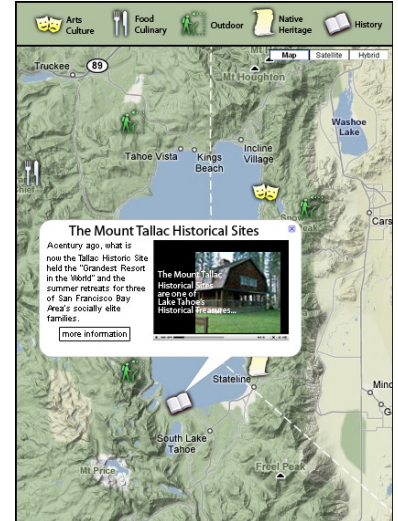 Arts
Culture
Food
Culinary
Outdoor
Native
Heritage
History
Map
Satellite
Hybrid
Truckee
89
Mt Houghton
Washoe
Lake
Tahoe Vista
Kings
Beach
Incline
Village
Cars
The Mount Tallac Historical Sites
Acentury ago, what is
now the Tallac Historic Site
held the "Grandest Resort
in the World" and the
summer retreats for three
of San Francisco Bay
Area's socially elite
families.
more information
The Mount Tallac
Historical Sites
are one of
Lake Tahoe's
Historical Treasures...
Stateline
Mind
South Lake
Tahoe
Mt Price
Freel Peak